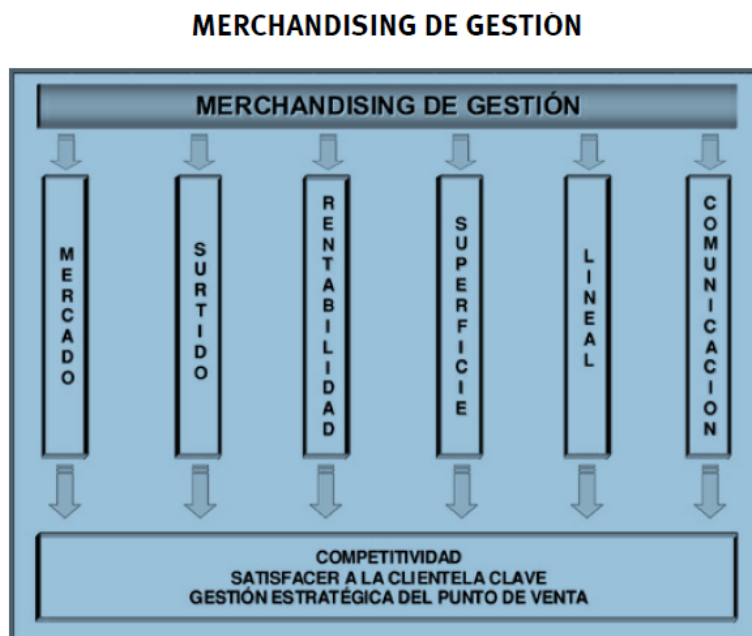 MERCHANDISING DE GESTIÓN
MERCHANDISING DE GESTIÓN
MERCADO
SURTIDO
RENTABILIDAD
SUPERFICIE
LINEAL
COMUNICACION
COMPETITIVIDAD
SATISFACER A LA CLIENTELA CLAVE
GESTIÓN ESTRATÉGICA DEL PUNTO DE VENTA